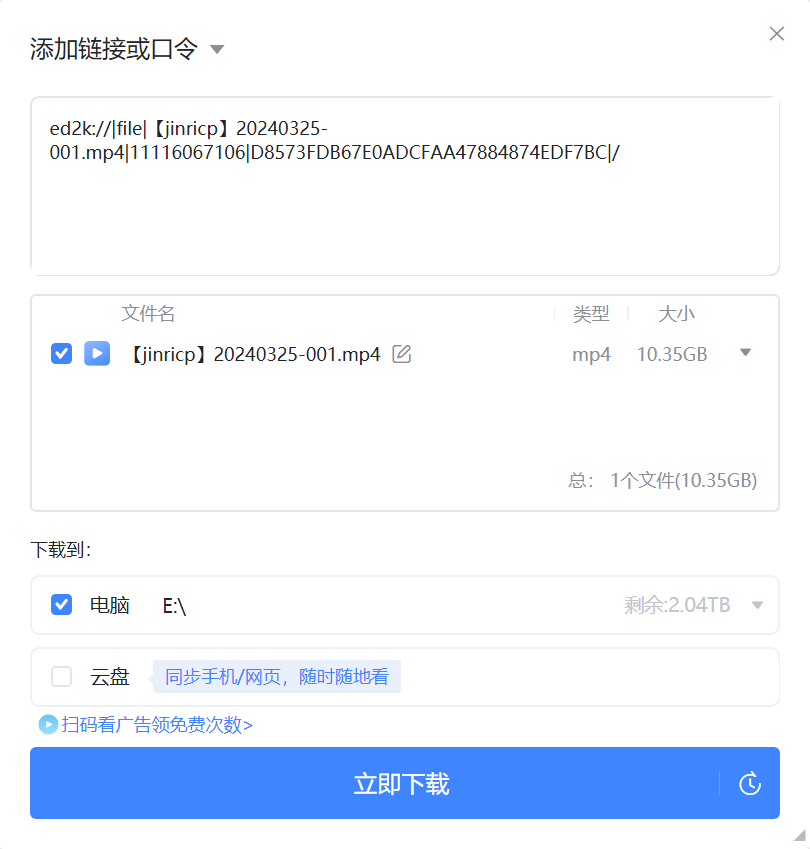 添加链接或口令
ed2k://|file|【jinricp】20240325-
001.mp4|11116067106|D8573FDB67E0ADCFAA47884874EDF7BC|/
文件名 类型 大小
【jinricp】20240325-001.mp4 mp4 10.35GB
总： 1个文件(10.35GB)
下载到：
电脑 E:\ 剩余:2.04TB
云盘 同步手机/网页，随时随地看
扫码看广告领免费次数>
立即下载